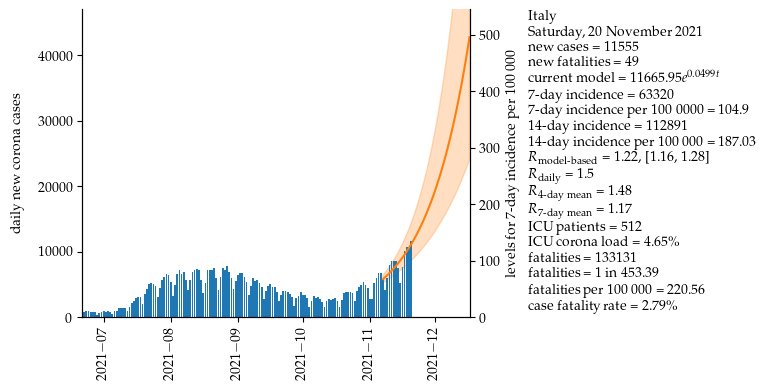 daily new corona cases
40000
30000
20000
10000
0
2021−07
2021−08
2021−09
2021−10
2021−11
2021−12
500
400
300
200
100
0
levels for 7-day incidence per 100 000
Italy
Saturday, 20 November 2021
new cases = 11555
new fatalities = 49
current model = 11665.95e^0.0499t
7-day incidence = 63320
7-day incidence per 100 0000 = 104.9
14-day incidence = 112891
14-day incidence per 100 000 = 187.03
R model-based = 1.22, [1.16, 1.28]
R daily = 1.5
R 4-day mean = 1.48
R 7-day mean = 1.17
ICU patients = 512
ICU corona load = 4.65%
fatalities = 133131
fatalities = 1 in 453.39
fatalities per 100 000 = 220.56
case fatality rate = 2.79%